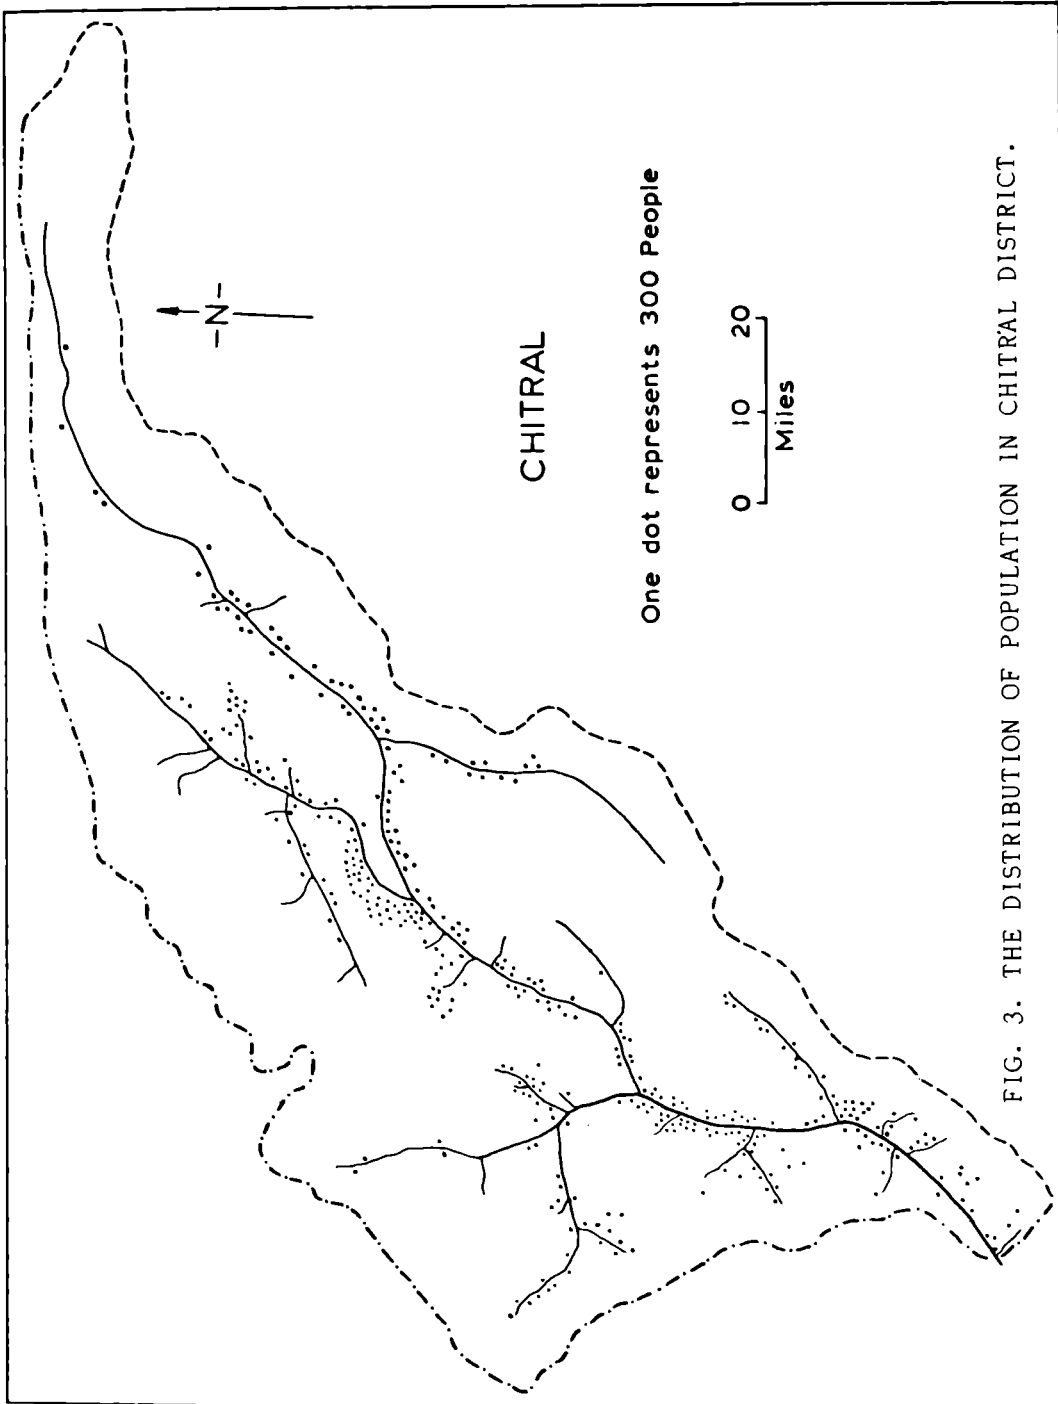 -N-
CHITRAL
One dot represents 300 People
0 10 20
Miles
FIG. 3. THE DISTRIBUTION OF POPULATION IN CHITRAL DISTRICT.